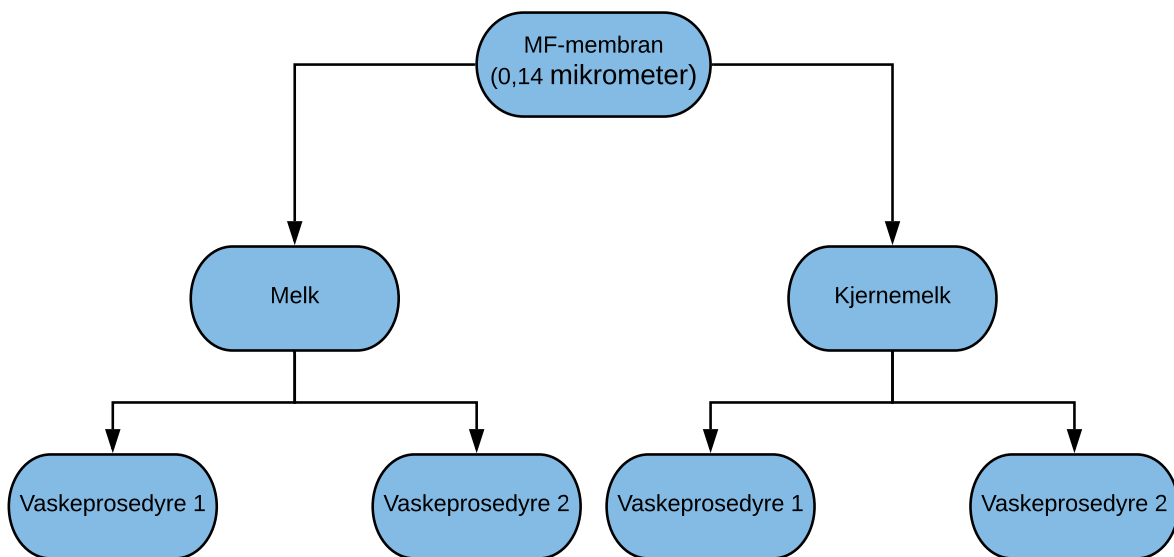 MF-membran
(0,14 mikrometer)
Melk
Kjernemelk
Vaskeprosedyre 1
Vaskeprosedyre 2
Vaskeprosedyre 1
Vaskeprosedyre 2